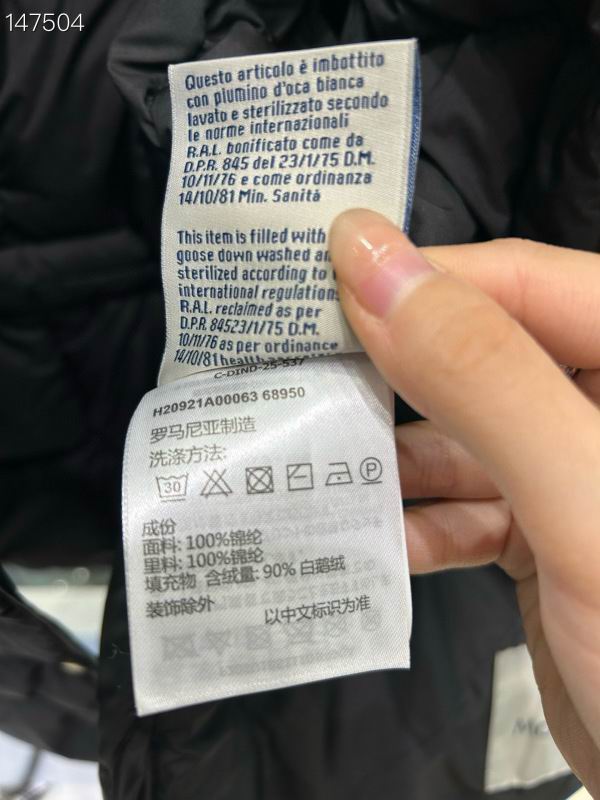 147504
Questo articolo è imbottito
con piumino d'oca bianca
lavato e sterilizzato secondo
le norme internazionali
R.A.L. bonificato come da
D.P.R. 845 del 23/1/75 D.M.
10/11/76 e come ordinanza
14/10/81 Min. Sanità
This item is filled with
goose down washed an
sterilized according to
international regulations
R.A.L. reclaimed as per
D.P.R. 84523/1/75 D.M.
10/11/76 as per ordinance
14/10/81 health
C-DIND-25-537
H20921A00063 68950
罗马尼亚制造
洗涤方法:
30
P
成份
面料: 100%锦纶
里料: 100%锦纶
填充物 含绒量: 90% 白鹅绒
装饰除外
以中文标识为准